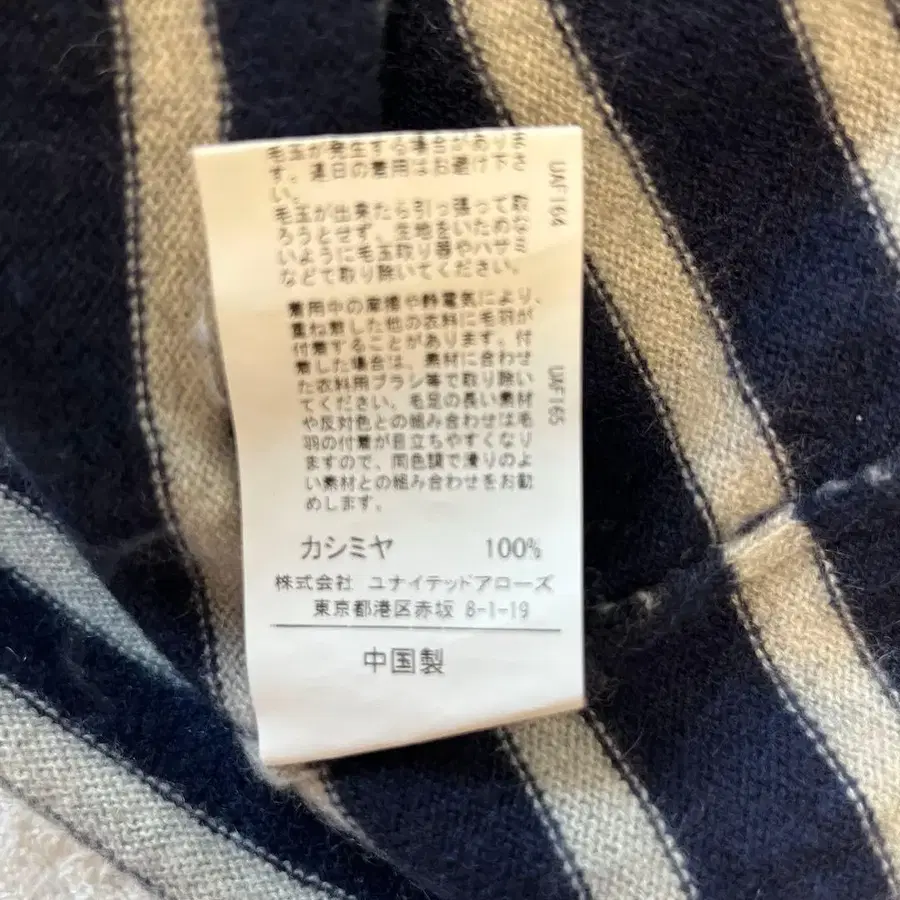 毛玉が発生する場合があります
す。連日の着用はお避け下さ
い。
毛玉が出来たら引っ張って取
ろうとせず、生地をいためな
いように毛玉取り器やハサミ
などで取り除いてください。
着用中の摩擦や静電気により、
重ね着した他の衣料に毛羽が
付着することがあります。付
着した場合は、素材に合わせ
た衣料用ブラシ等で取り除い
てください。毛足の長い素材
や反対色との組み合わせは毛
羽の付着が目立ちやすくなり
ますので、同色調で滑りのよ
い素材との組み合わせをお勧
めします。
カシミヤ 100%
株式会社 ユナイテッドアローズ
東京都港区赤坂 8-1-19
中国製
UAF164
UAF165